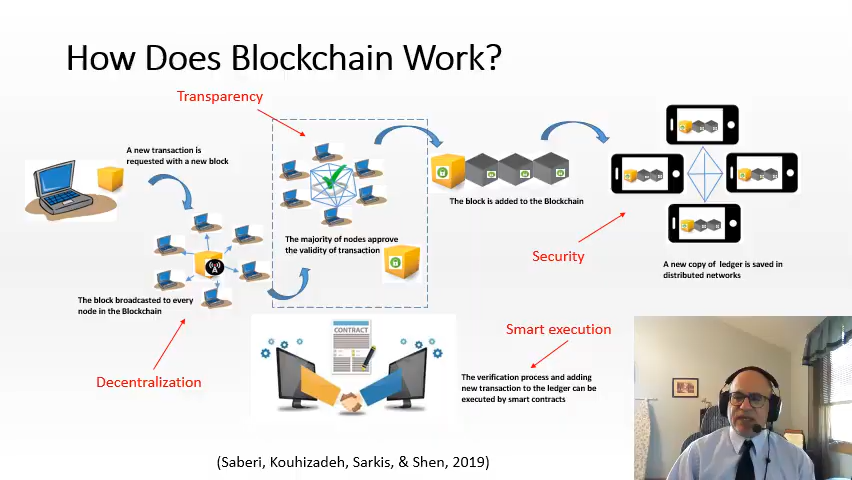 How Does Blockchain Work?
Transparency
A new transaction is
requested with a new block
The majority of nodes approve
the validity of transaction
The block is added to the Blockchain
Security
A new copy of ledger is saved in
distributed networks
The block broadcasted to every
node in the Blockchain
Decentralization
CONTRACT
Smart execution
The verification process and adding
new transaction to the ledger can be
executed by smart contracts
(Saberi, Kouhizadeh, Sarkis, & Shen, 2019)